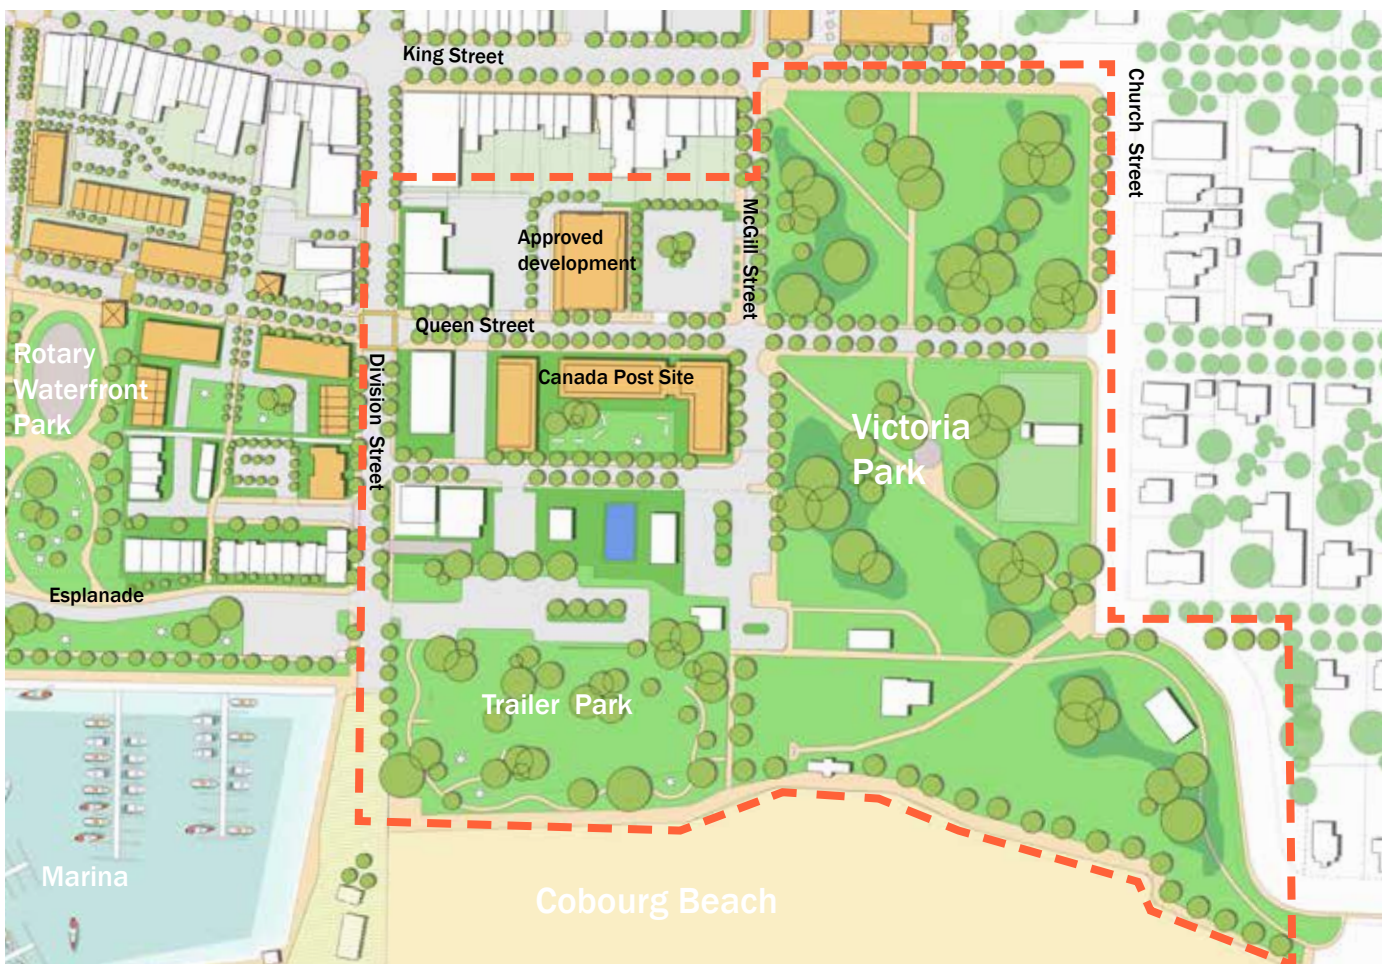 King Street
Church Street
McGill Street
Approved
development
Queen Street
Rotary
Waterfront
Park
Division Street
Canada Post Site
Victoria
Park
Esplanade
Trailer Park
Marina
Cobourg Beach